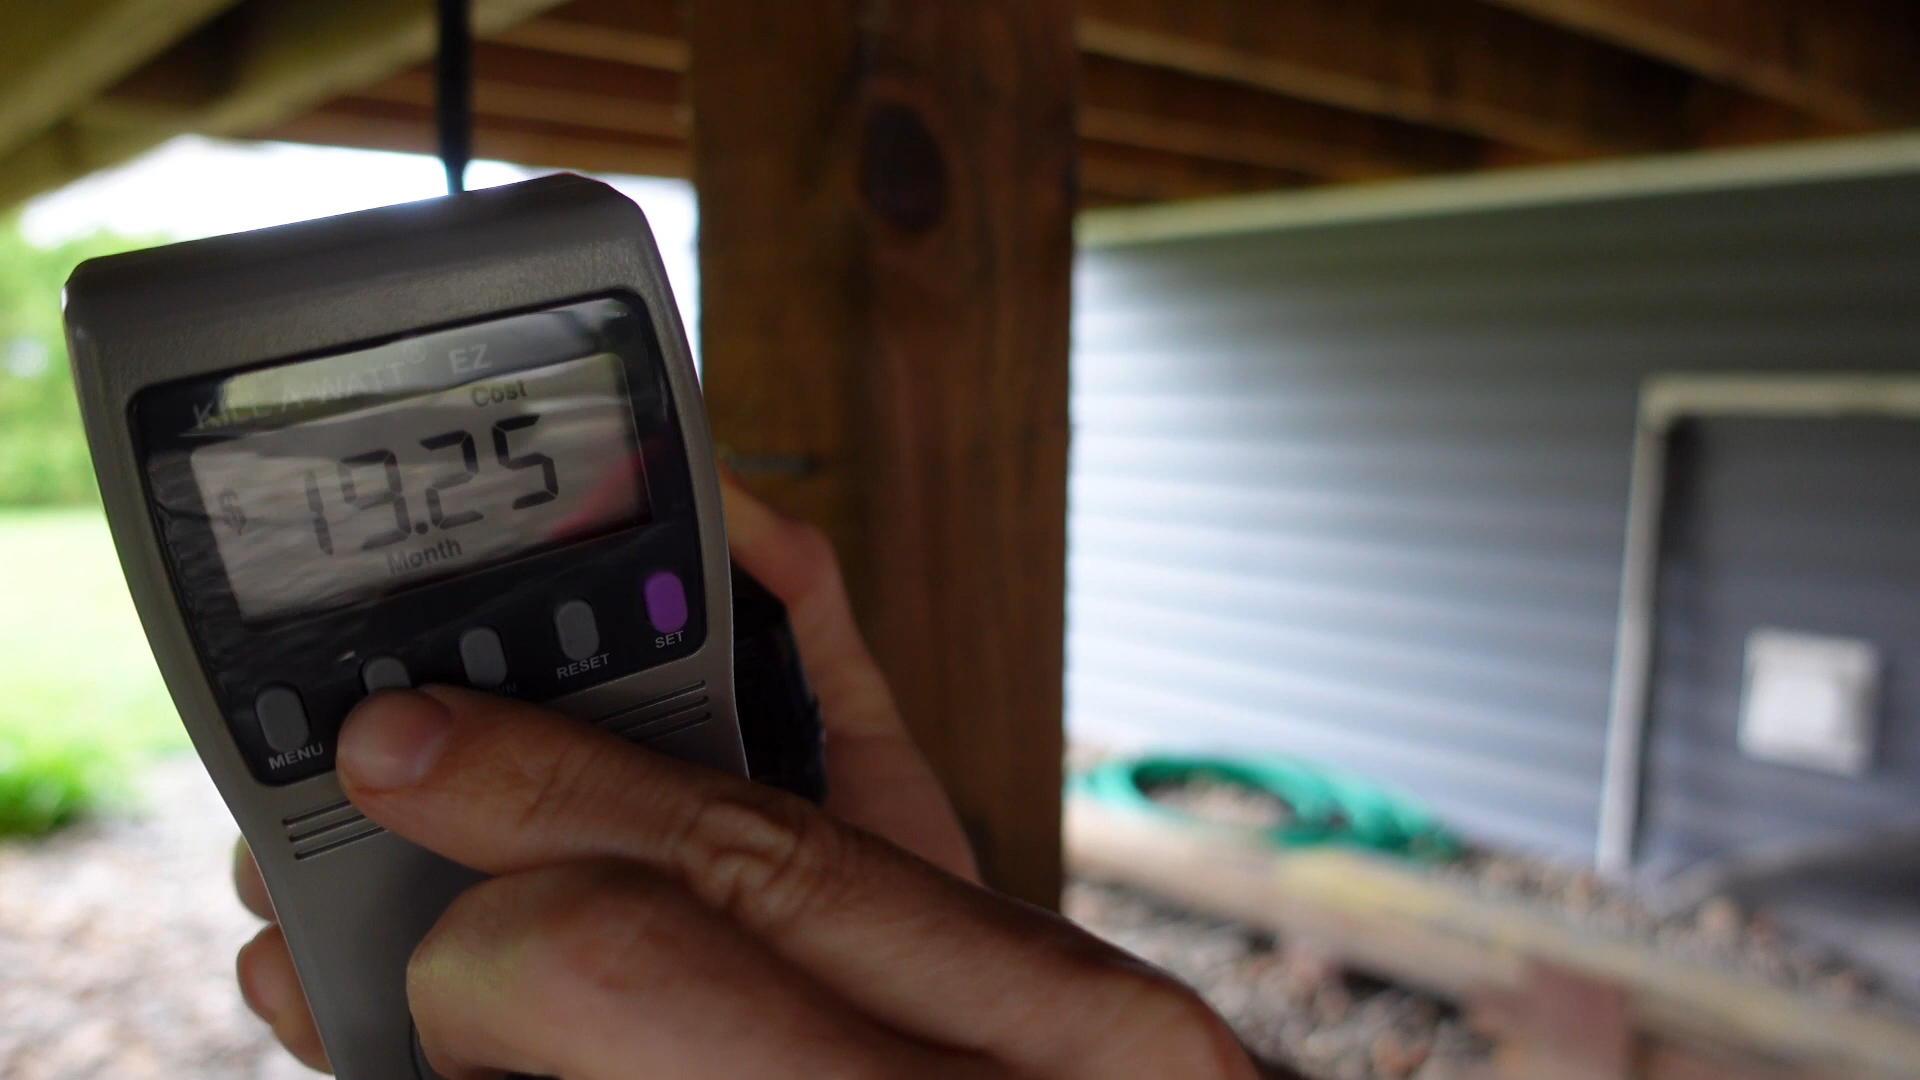 KILL A WATT® EZ
Cost
$ 19.25
Month
MENU
RESET
SET